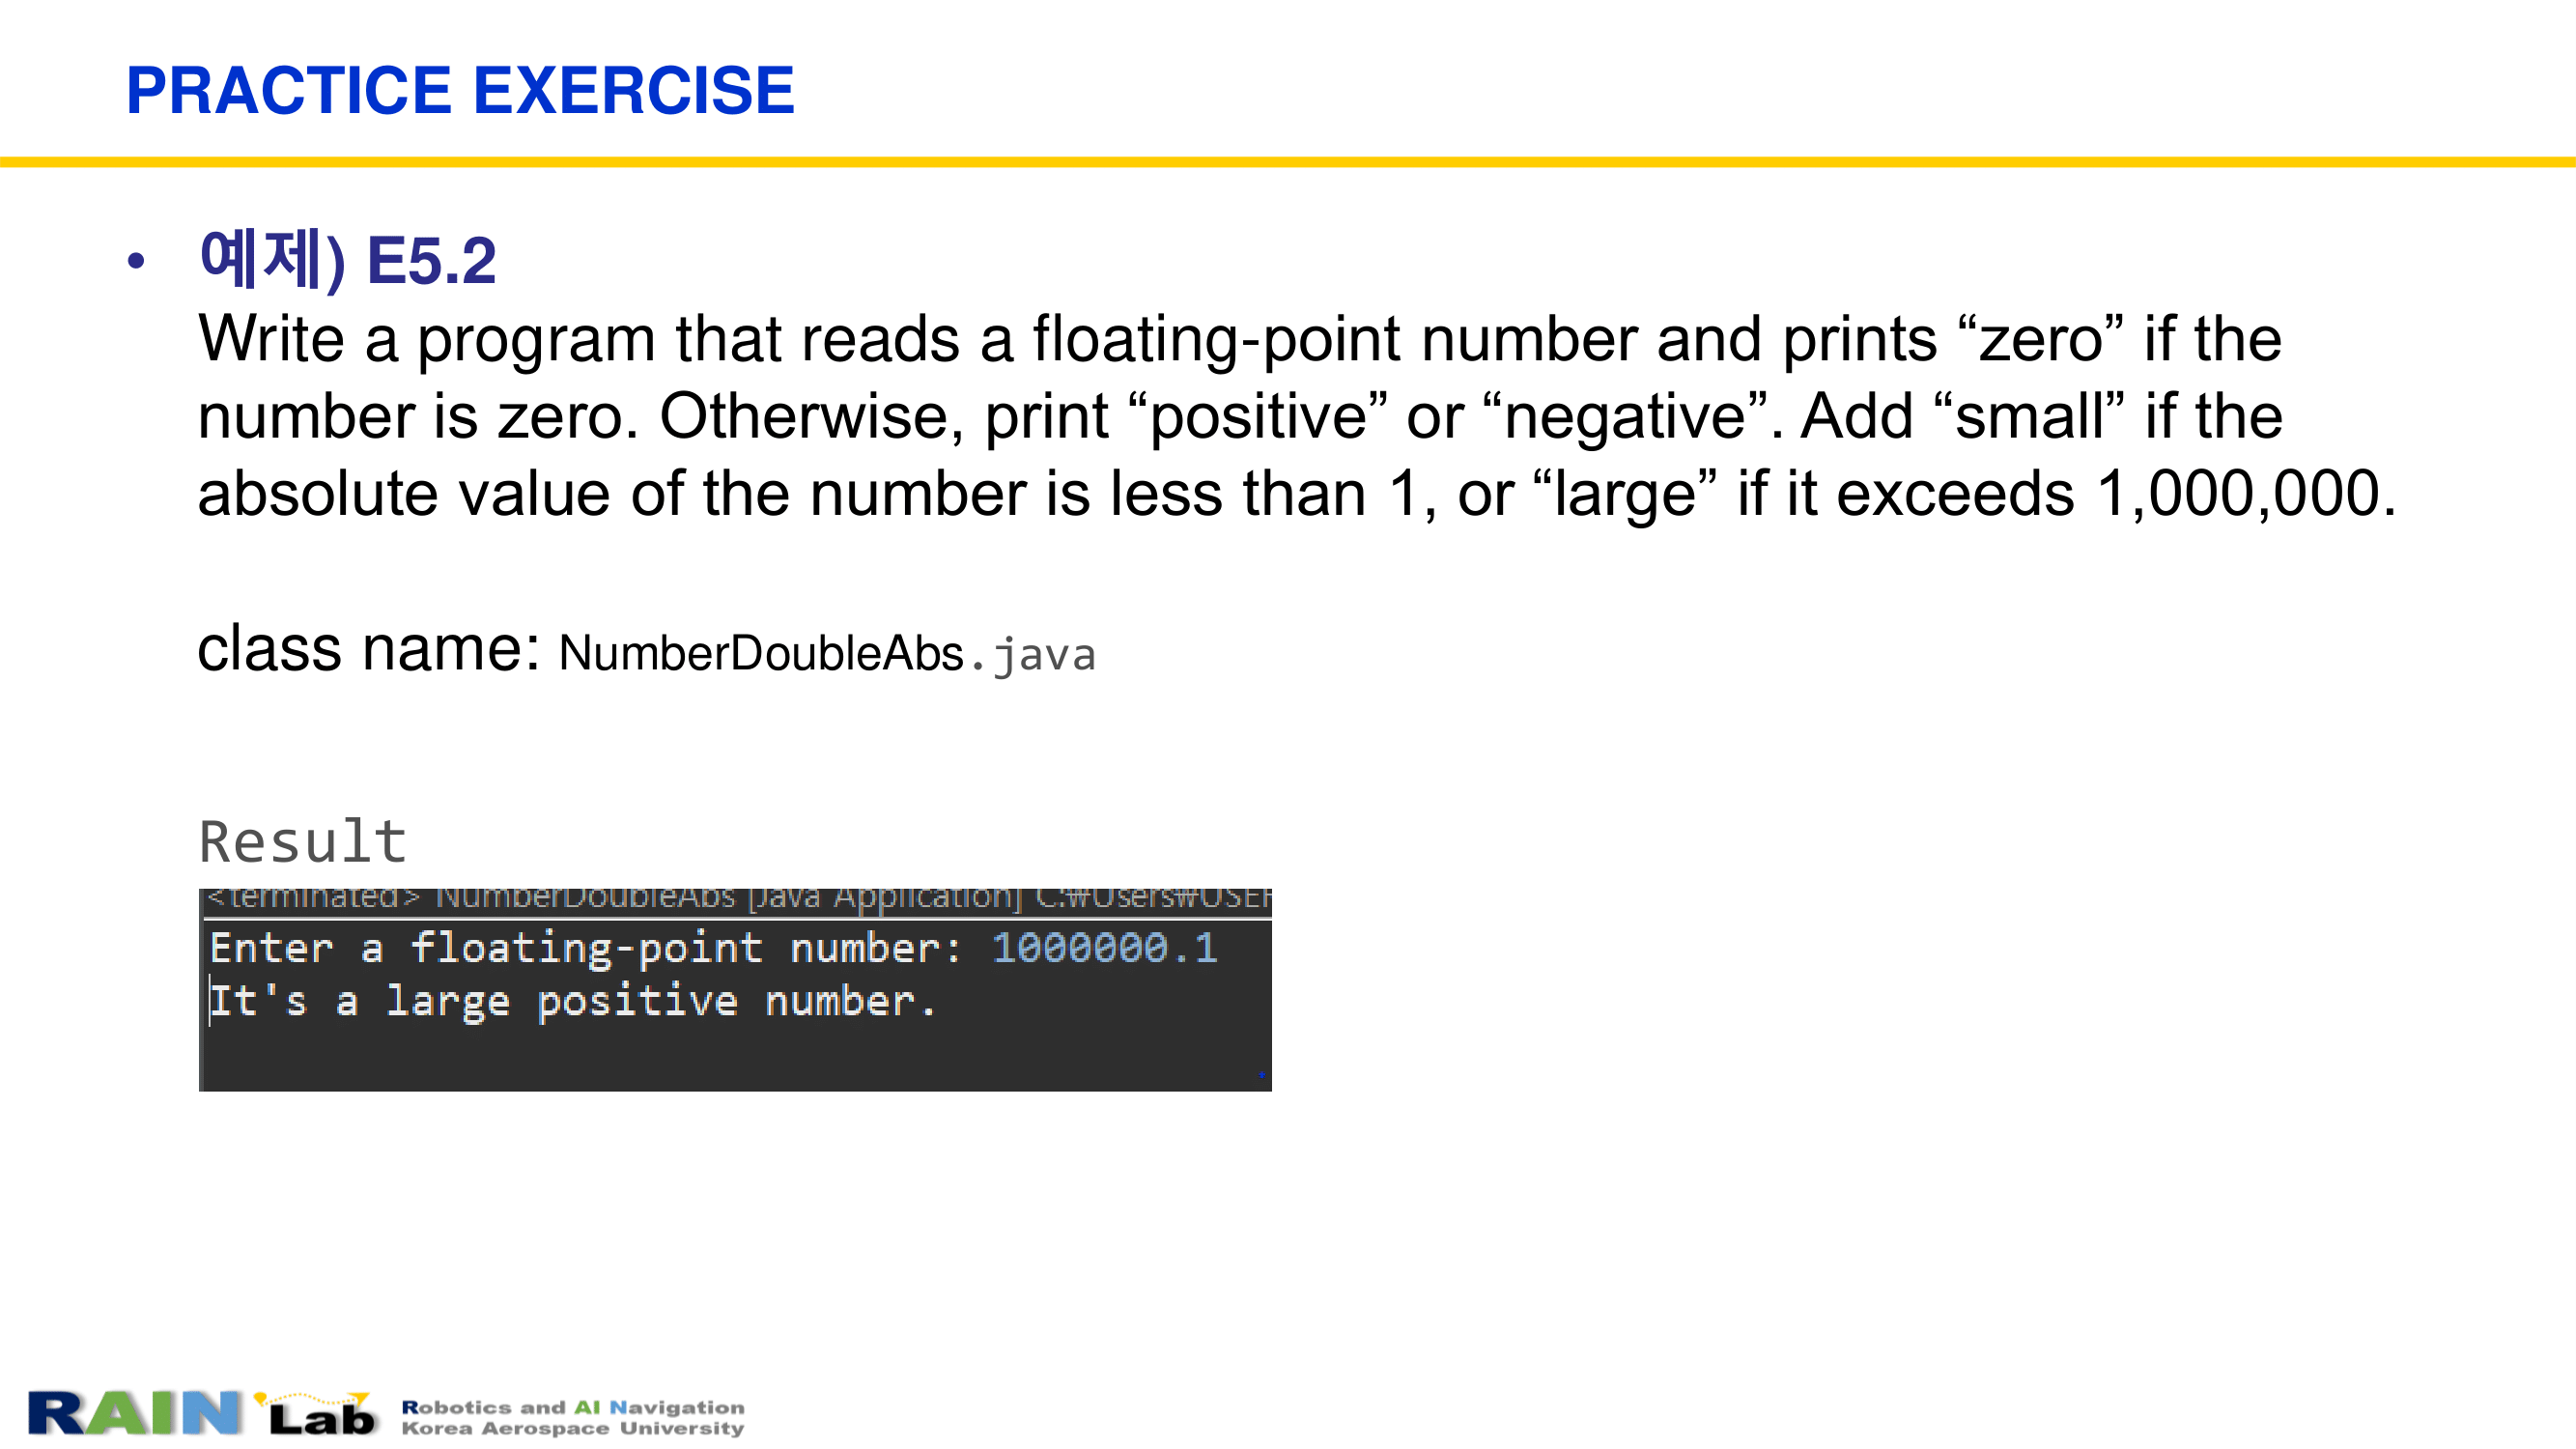 PRACTICE EXERCISE
• 예제) E5.2
Write a program that reads a floating-point number and prints “zero” if the
number is zero. Otherwise, print “positive” or “negative”. Add “small” if the
absolute value of the number is less than 1, or “large” if it exceeds 1,000,000.
class name: NumberDoubleAbs.java
Result
<terminated> NumberDoubleAbs [Java Application] C:₩Users₩USER
Enter a floating-point number: 1000000.1
It's a large positive number.
RAIN Lab
Robotics and AI Navigation
Korea Aerospace University